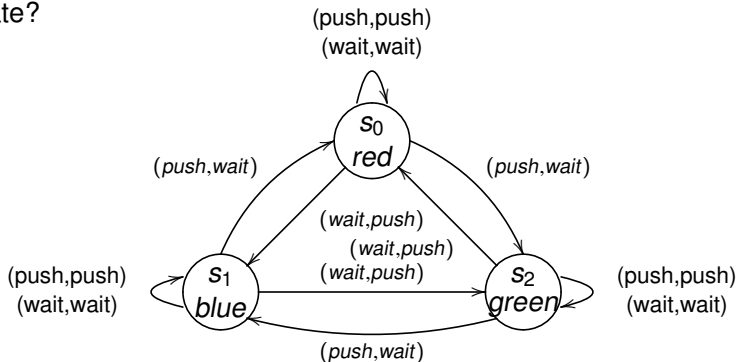 te?
(push,push)
(wait,wait)
s0
red
(push,wait)
(push,wait)
(wait,push)
(wait,push)
(wait,push)
(push,push)
(wait,wait)
s1
blue
s2
green
(push,push)
(wait,wait)
(push,wait)